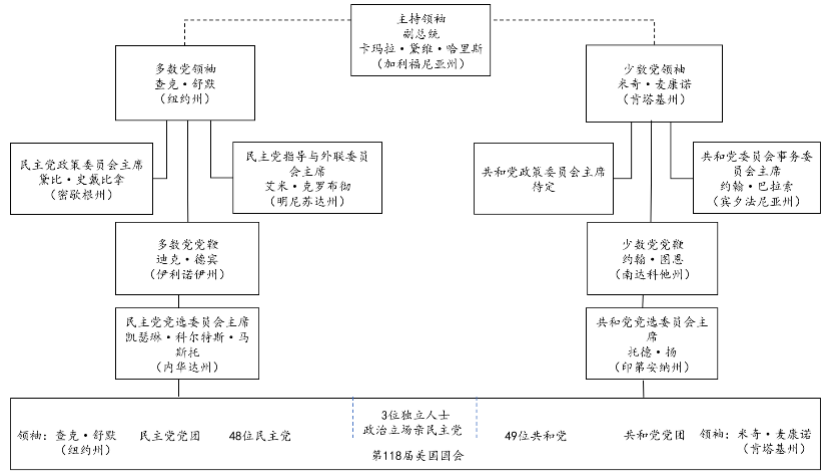 主持领袖
副总统
卡玛拉·黛维·哈里斯
(加利福尼亚州)
多数党领袖
查克·舒默
(纽约州)
少数党领袖
米奇·麦康诺
(肯塔基州)
民主党政策委员会主席
黛比·史戴比拿
(密歇根州)
民主党指导与外联委员
会主席
艾米·克罗布彻
(明尼苏达州)
共和党政策委员会主席
待定
共和党委员会事务委
员会主席
约翰·巴拉索
(宾夕法尼亚州)
多数党党鞭
迪克·德宾
(伊利诺伊州)
少数党党鞭
约翰·图恩
(南达科他州)
民主党竞选委员会主席
凯瑟琳·科尔特斯·马
斯托
(内华达州)
共和党竞选委员会主
席
托德·扬
(印第安纳州)
3位独立人士
政治立场亲民主党
领袖: 查克·舒默
(纽约州)
民主党党团
48位民主党
49位共和党
共和党党团
领袖: 米奇·麦康诺
(肯塔基州)
第118届美国国会